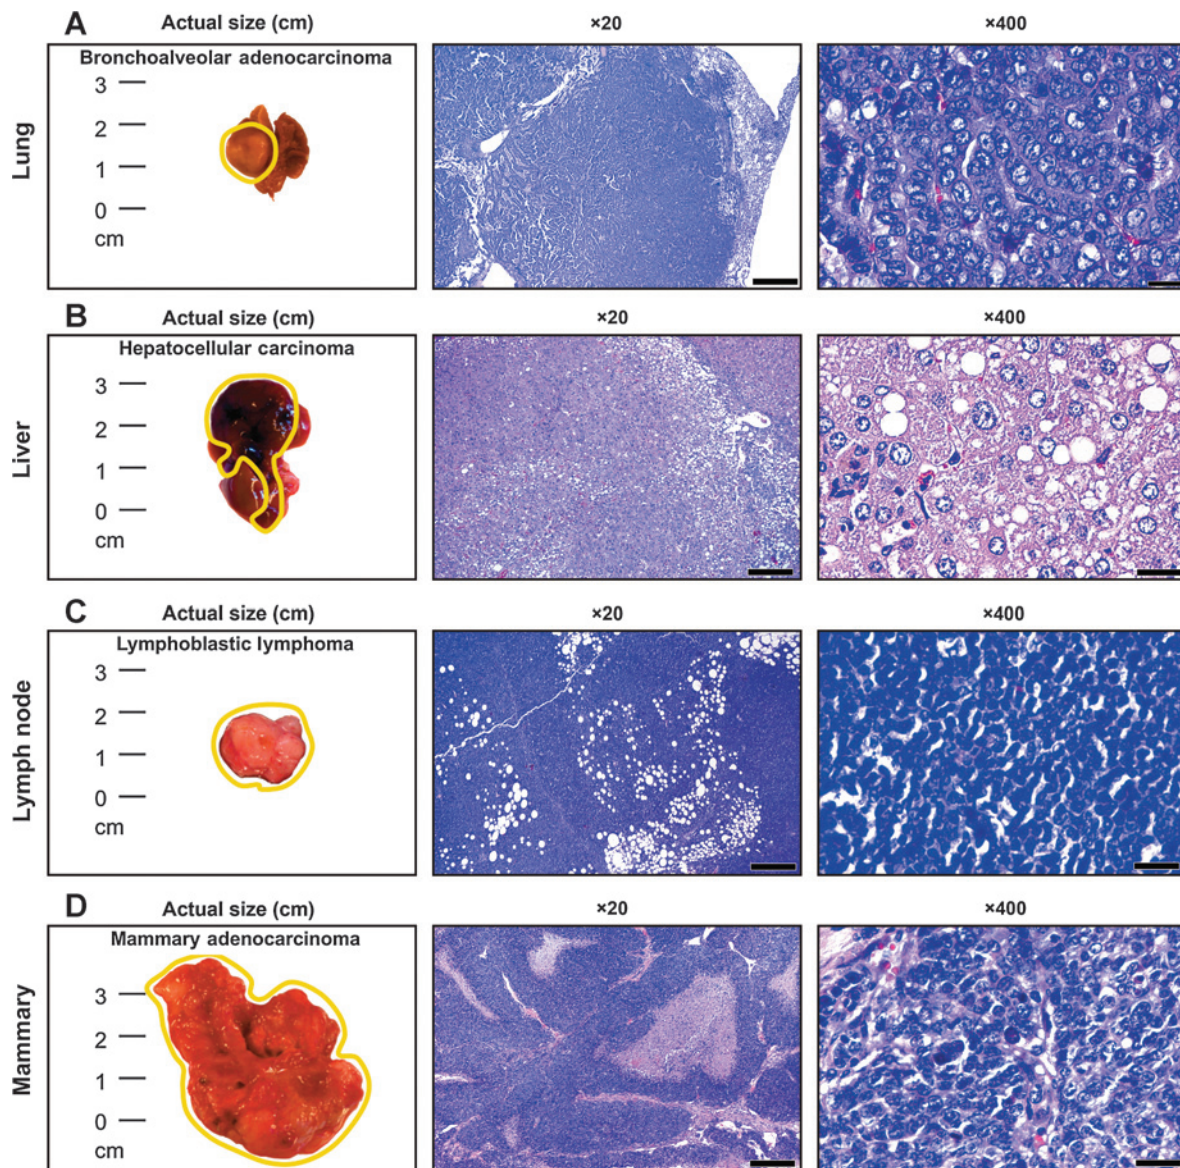 A
Actual size (cm)
×20
×400
Lung
Bronchoalveolar adenocarcinoma
3
2
1
0
cm
B
Actual size (cm)
×20
×400
Liver
Hepatocellular carcinoma
3
2
1
0
cm
C
Actual size (cm)
×20
×400
Lymph node
Lymphoblastic lymphoma
3
2
1
0
cm
D
Actual size (cm)
×20
×400
Mammary
Mammary adenocarcinoma
3
2
1
0
cm